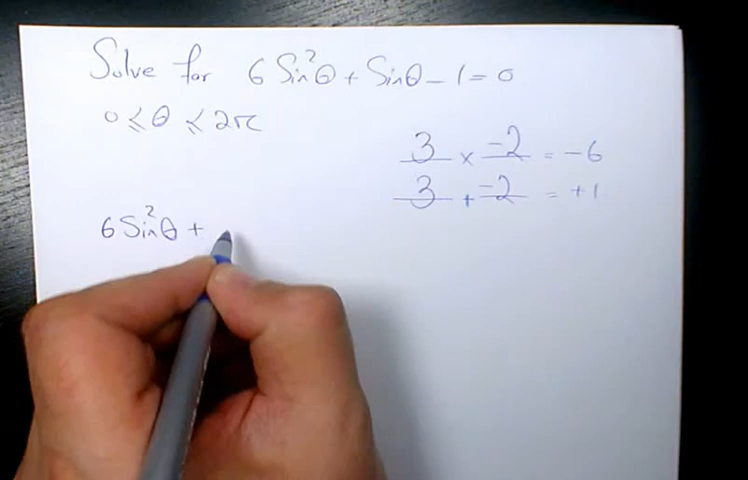 Solve for 6 Sin²θ + Sinθ - 1 = 0
0 ≤ θ ≤ 2π
3 × -2 = -6
3 + -2 = +1
6 Sin²θ +